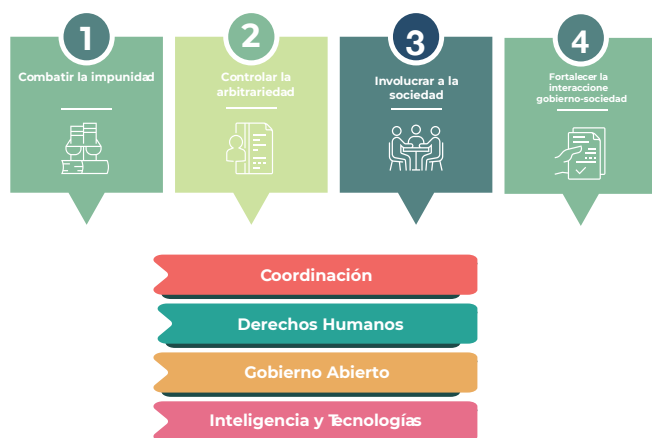 1
Combatir la impunidad
2
Controlar la
arbitrariedad
3
Involucrar a la
sociedad
4
Fortalecer la
interaccione
gobierno-sociedad
Coordinación
Derechos Humanos
Gobierno Abierto
Inteligencia y Tecnologías